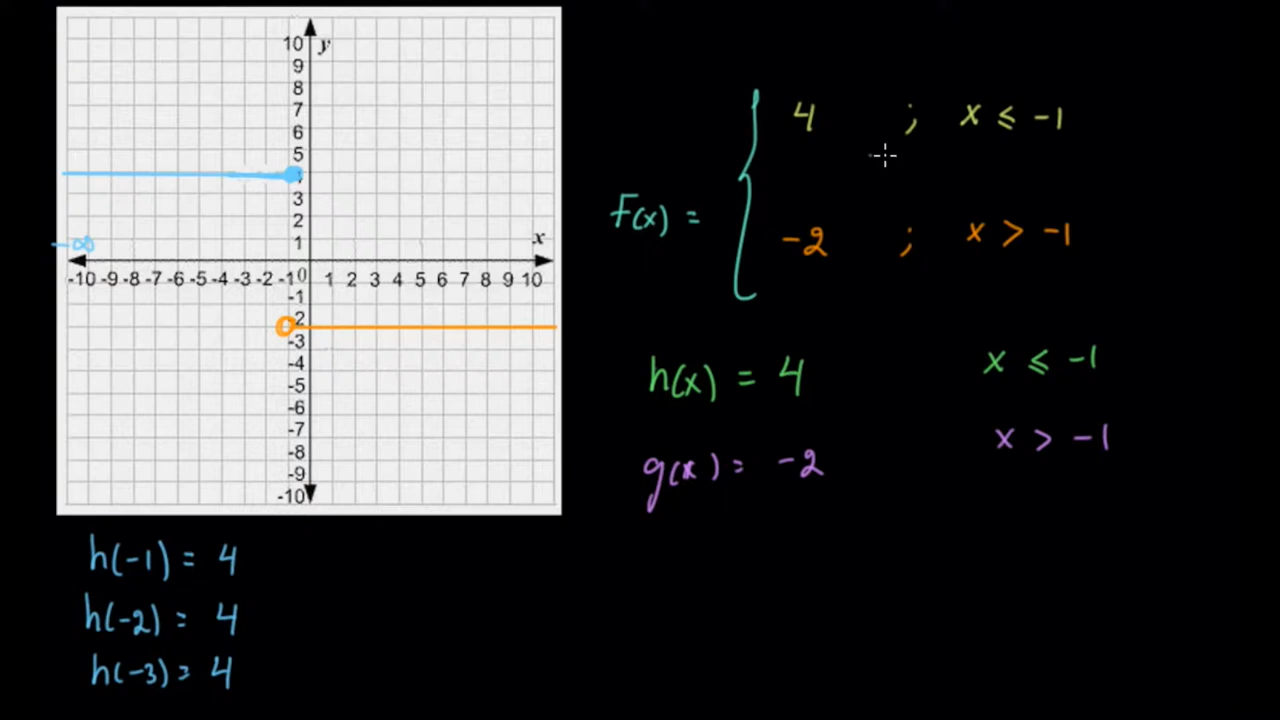 y
10
9
8
7
6
5
4
3
2
1
x
-∞
-10 -9 -8 -7 -6 -5 -4 -3 -2 -1 0 1 2 3 4 5 6 7 8 9 10
-1
-2
-3
-4
-5
-6
-7
-8
-9
-10
F(x) = { 4 ; x ≤ -1
-2 ; x > -1
h(x) = 4 x ≤ -1
g(x) = -2 x > -1
h(-1) = 4
h(-2) = 4
h(-3) = 4